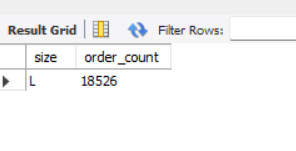 Result Grid Filter Rows:
size order_count
L 18526